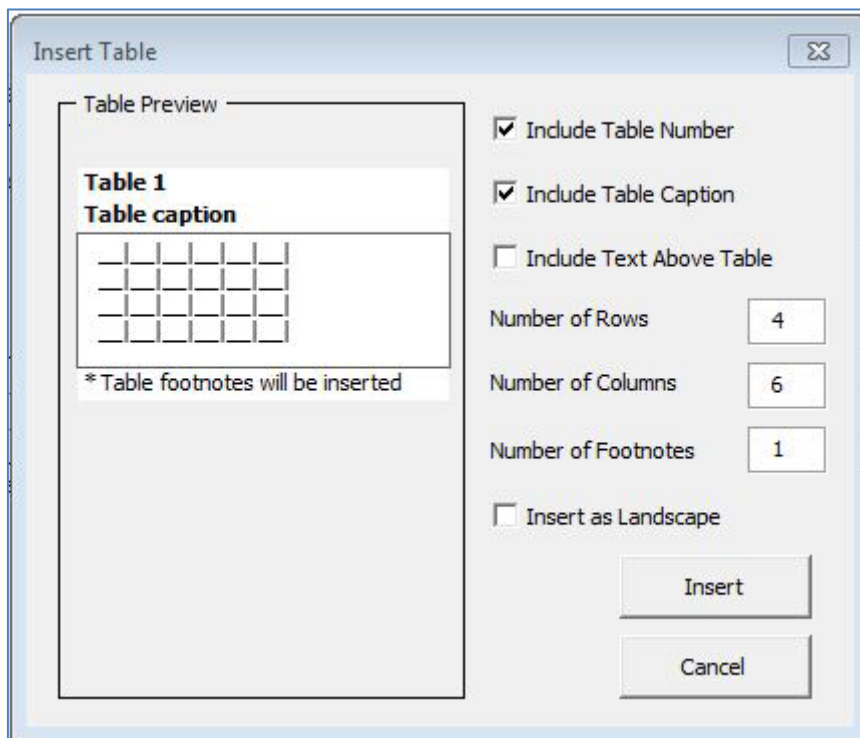 Insert Table
Table Preview
Table 1
Table caption
* Table footnotes will be inserted
Include Table Number
Include Table Caption
Include Text Above Table
Number of Rows 4
Number of Columns 6
Number of Footnotes 1
Insert as Landscape
Insert
Cancel